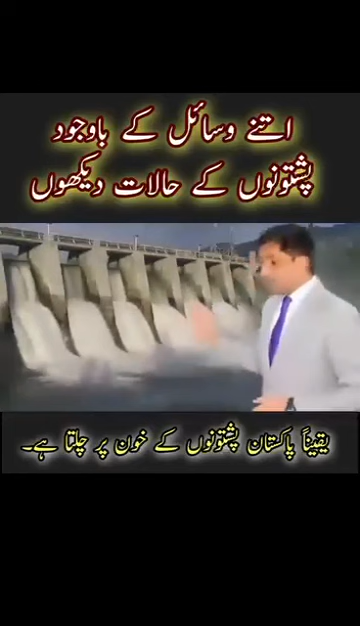 اتنے وسائل کے باوجود
پشتونوں کے حالات دیکھوں
یقیناً پاکستان پشتونوں کے خون پر چلتا ہے۔